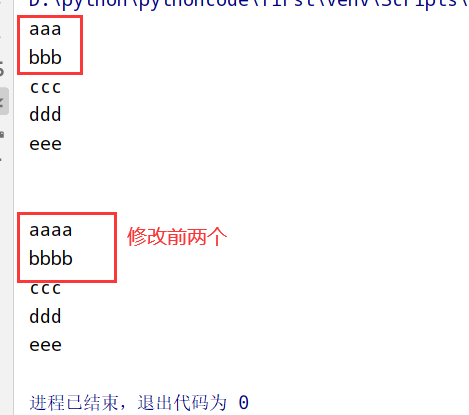 D:\python\pythoncode\first\venv\Scripts\
aaa
bbb
ccc
ddd
eee
aaaa
修改前两个
bbbb
ccc
ddd
eee
进程已结束，退出代码为 0